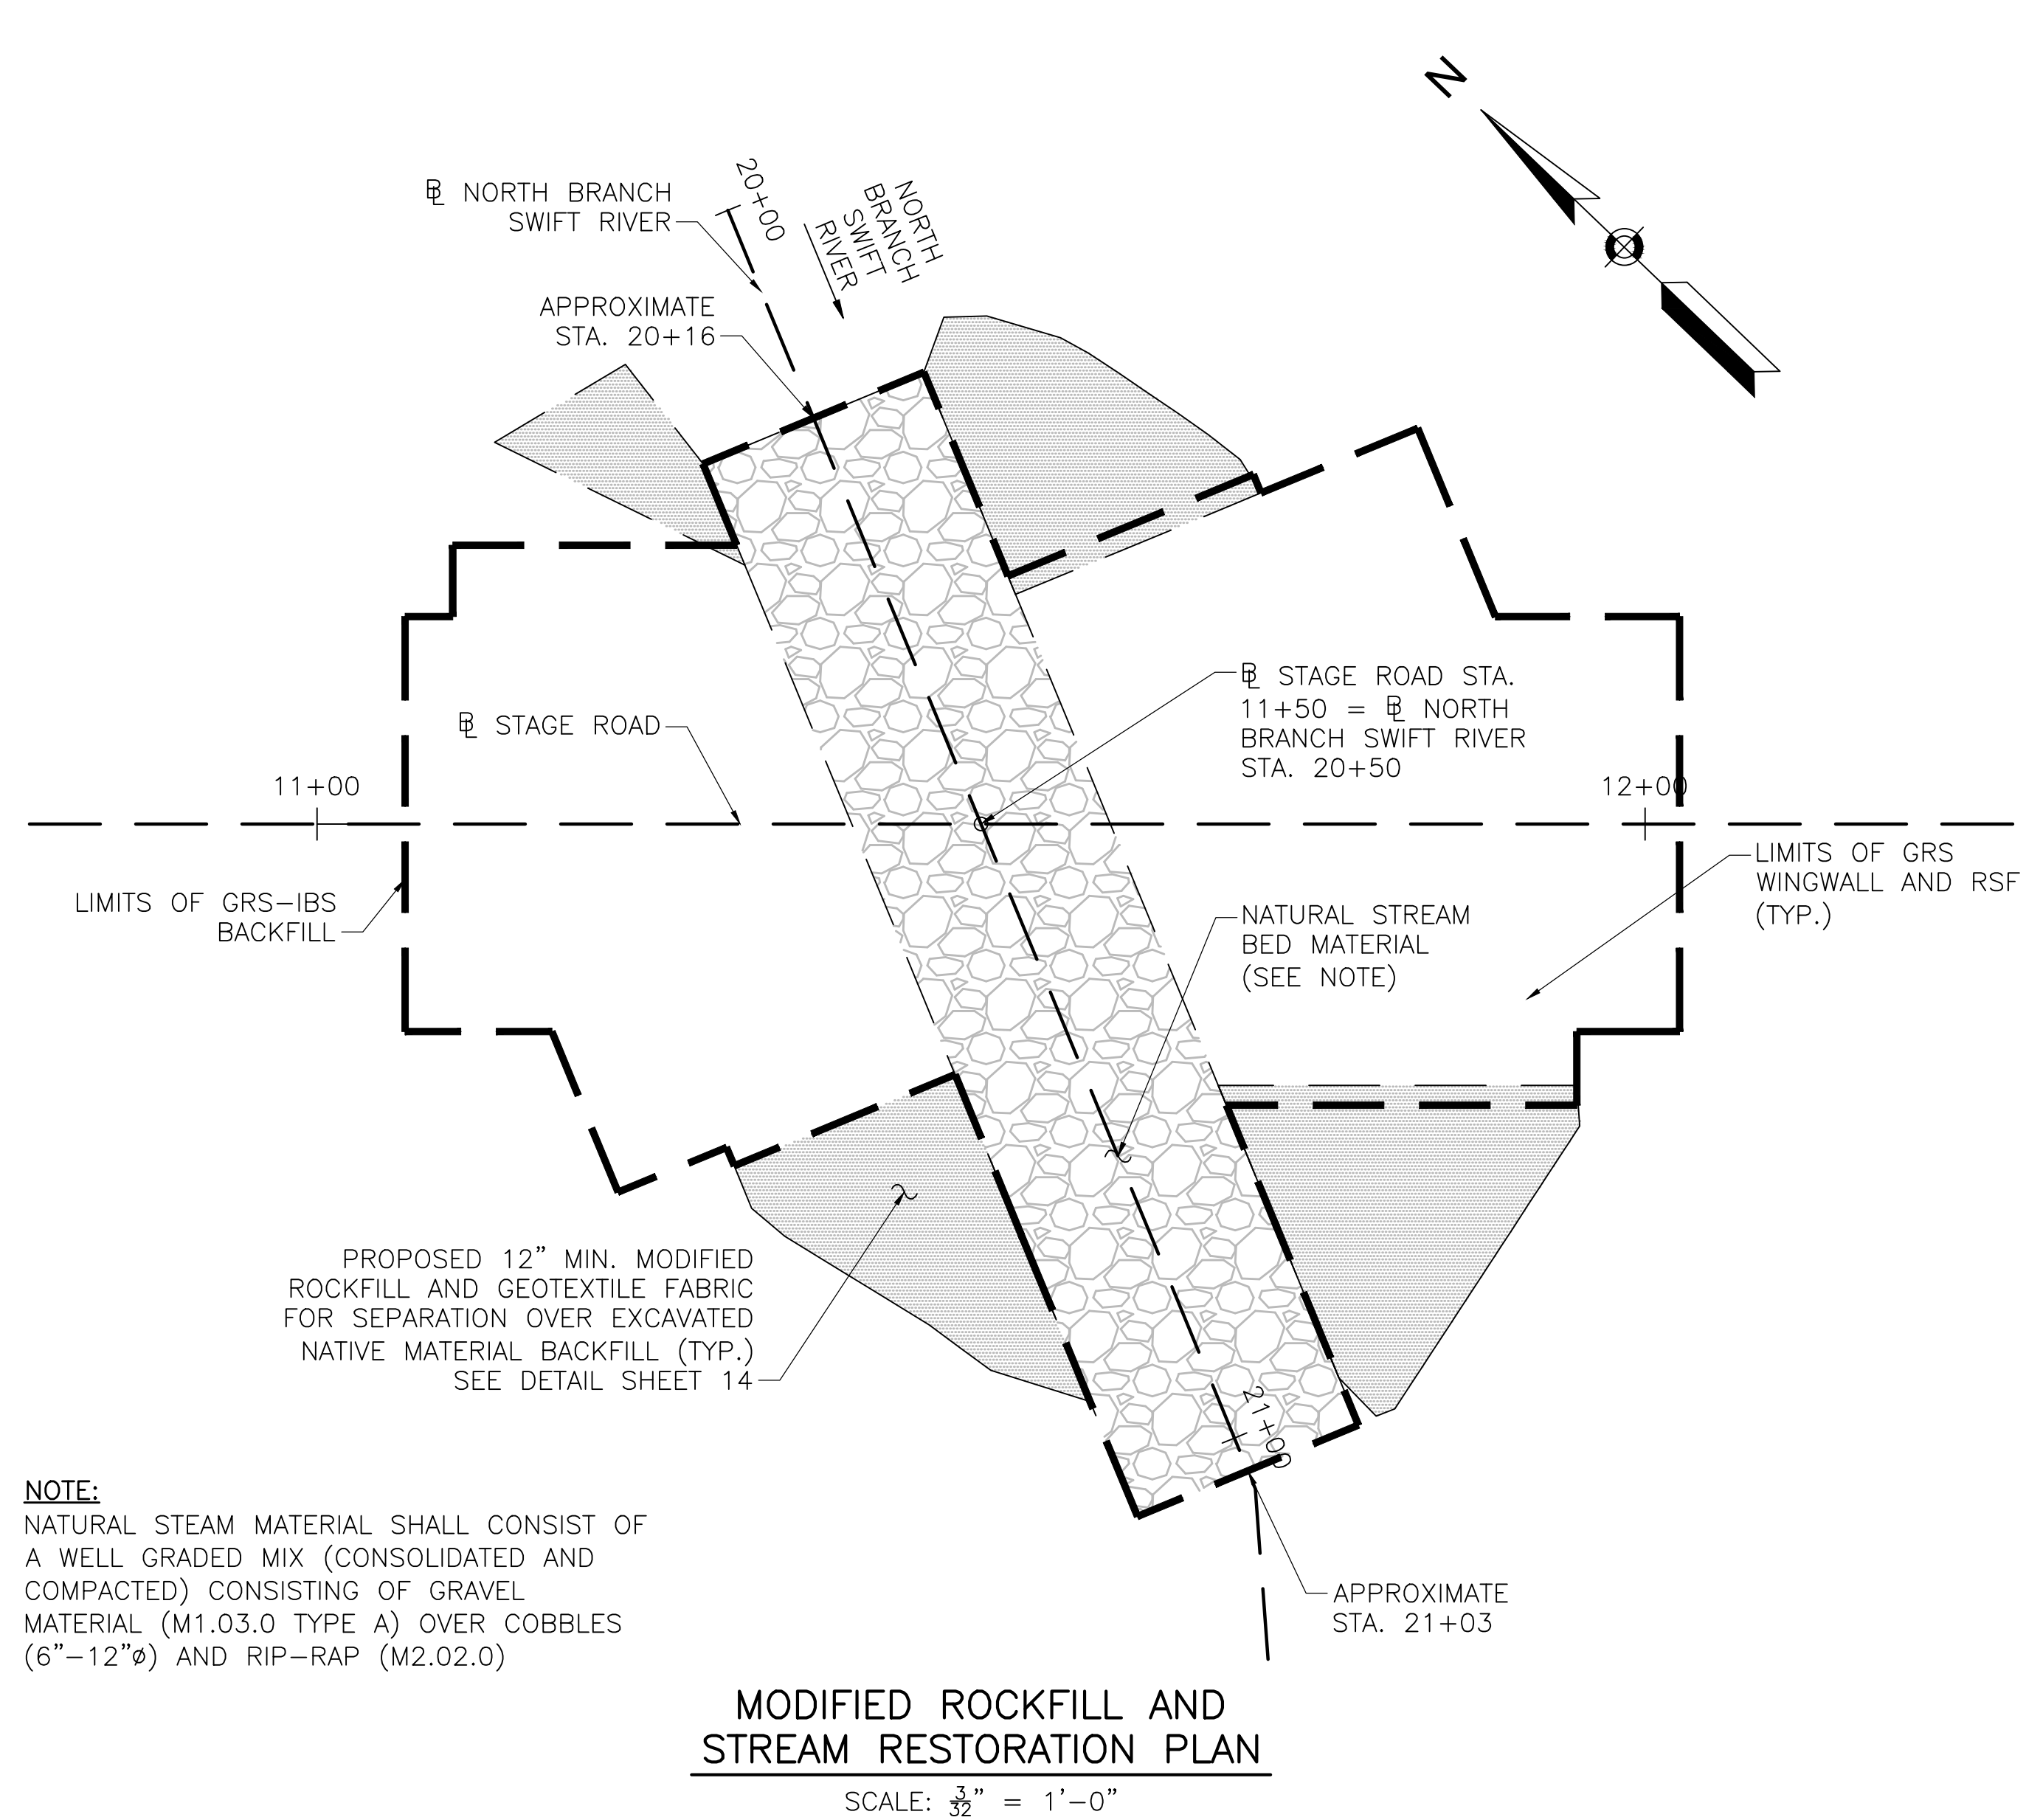 N
℄ NORTH BRANCH
SWIFT RIVER
20+00
NORTH
BRANCH
SWIFT
RIVER
APPROXIMATE
STA. 20+16
℄ STAGE ROAD STA.
11+50 = ℄ NORTH
BRANCH SWIFT RIVER
STA. 20+50
℄ STAGE ROAD
11+00
12+00
LIMITS OF GRS-IBS
BACKFILL
LIMITS OF GRS
WINGWALL AND RSF
(TYP.)
NATURAL STREAM
BED MATERIAL
(SEE NOTE)
PROPOSED 12" MIN. MODIFIED
ROCKFILL AND GEOTEXTILE FABRIC
FOR SEPARATION OVER EXCAVATED
NATIVE MATERIAL BACKFILL (TYP.)
SEE DETAIL SHEET 14
21+00
NOTE:
NATURAL STEAM MATERIAL SHALL CONSIST OF
A WELL GRADED MIX (CONSOLIDATED AND
COMPACTED) CONSISTING OF GRAVEL
MATERIAL (M1.03.0 TYPE A) OVER COBBLES
(6"-12"ø) AND RIP-RAP (M2.02.0)
APPROXIMATE
STA. 21+03
MODIFIED ROCKFILL AND
STREAM RESTORATION PLAN
SCALE: 3/32" = 1'-0"